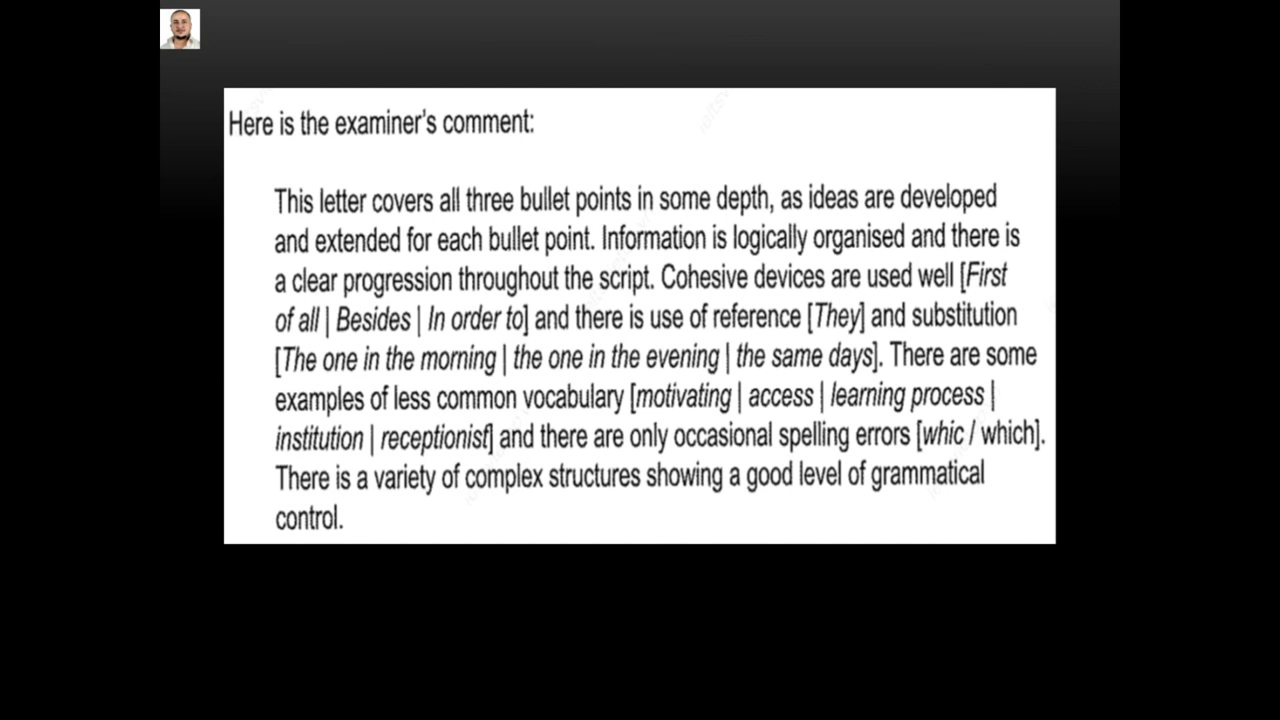 Here is the examiner's comment:
This letter covers all three bullet points in some depth, as ideas are developed
and extended for each bullet point. Information is logically organised and there is
a clear progression throughout the script. Cohesive devices are used well [First
of all | Besides | In order to] and there is use of reference [They] and substitution
[The one in the morning | the one in the evening | the same days]. There are some
examples of less common vocabulary [motivating | access | learning process |
institution | receptionist] and there are only occasional spelling errors [whic / which].
There is a variety of complex structures showing a good level of grammatical
control.